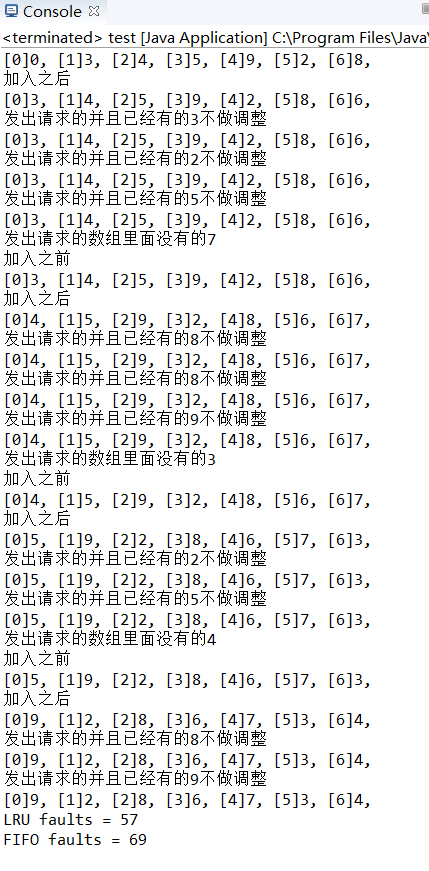 Console
<terminated> test [Java Application] C:\Program Files\Java\
[0]0, [1]3, [2]4, [3]5, [4]9, [5]2, [6]8,
加入之后
[0]3, [1]4, [2]5, [3]9, [4]2, [5]8, [6]6,
发出请求的并且已经有的3不做调整
[0]3, [1]4, [2]5, [3]9, [4]2, [5]8, [6]6,
发出请求的并且已经有的2不做调整
[0]3, [1]4, [2]5, [3]9, [4]2, [5]8, [6]6,
发出请求的并且已经有的5不做调整
[0]3, [1]4, [2]5, [3]9, [4]2, [5]8, [6]6,
发出请求的数组里面没有的7
加入之前
[0]3, [1]4, [2]5, [3]9, [4]2, [5]8, [6]6,
加入之后
[0]4, [1]5, [2]9, [3]2, [4]8, [5]6, [6]7,
发出请求的并且已经有的8不做调整
[0]4, [1]5, [2]9, [3]2, [4]8, [5]6, [6]7,
发出请求的并且已经有的8不做调整
[0]4, [1]5, [2]9, [3]2, [4]8, [5]6, [6]7,
发出请求的并且已经有的9不做调整
[0]4, [1]5, [2]9, [3]2, [4]8, [5]6, [6]7,
发出请求的数组里面没有的3
加入之前
[0]4, [1]5, [2]9, [3]2, [4]8, [5]6, [6]7,
加入之后
[0]5, [1]9, [2]2, [3]8, [4]6, [5]7, [6]3,
发出请求的并且已经有的2不做调整
[0]5, [1]9, [2]2, [3]8, [4]6, [5]7, [6]3,
发出请求的并且已经有的5不做调整
[0]5, [1]9, [2]2, [3]8, [4]6, [5]7, [6]3,
发出请求的数组里面没有的4
加入之前
[0]5, [1]9, [2]2, [3]8, [4]6, [5]7, [6]3,
加入之后
[0]9, [1]2, [2]8, [3]6, [4]7, [5]3, [6]4,
发出请求的并且已经有的8不做调整
[0]9, [1]2, [2]8, [3]6, [4]7, [5]3, [6]4,
发出请求的并且已经有的9不做调整
[0]9, [1]2, [2]8, [3]6, [4]7, [5]3, [6]4,
LRU faults = 57
FIFO faults = 69